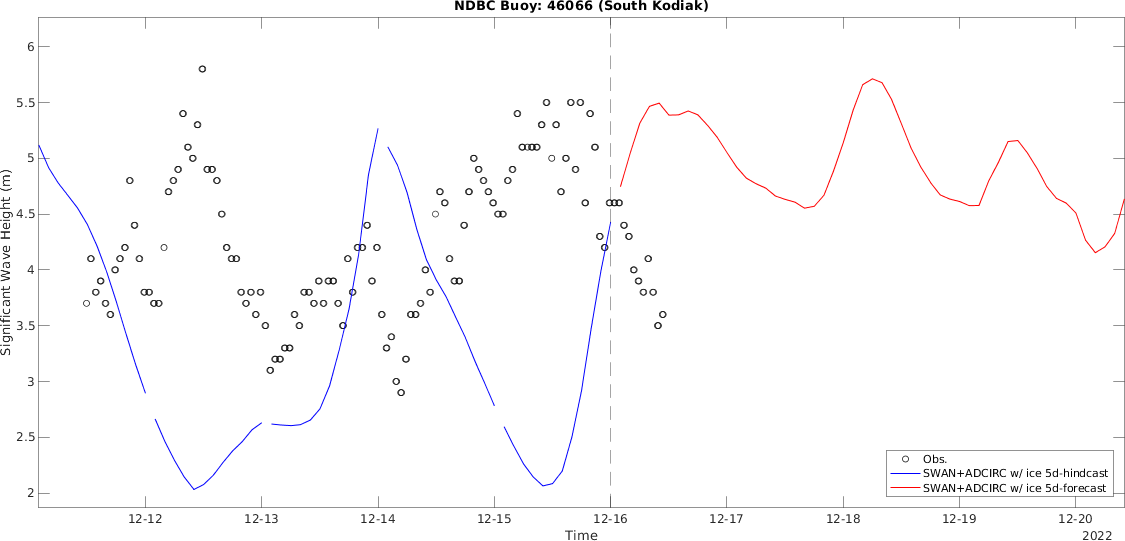 NDBC Buoy: 46066 (South Kodiak)
Significant Wave Height (m)
6
5.5
5
4.5
4
3.5
3
2.5
2
Obs.
SWAN+ADCIRC w/ ice 5d-hindcast
SWAN+ADCIRC w/ ice 5d-forecast
12-12 12-13 12-14 12-15 12-16 12-17 12-18 12-19 12-20
Time
2022